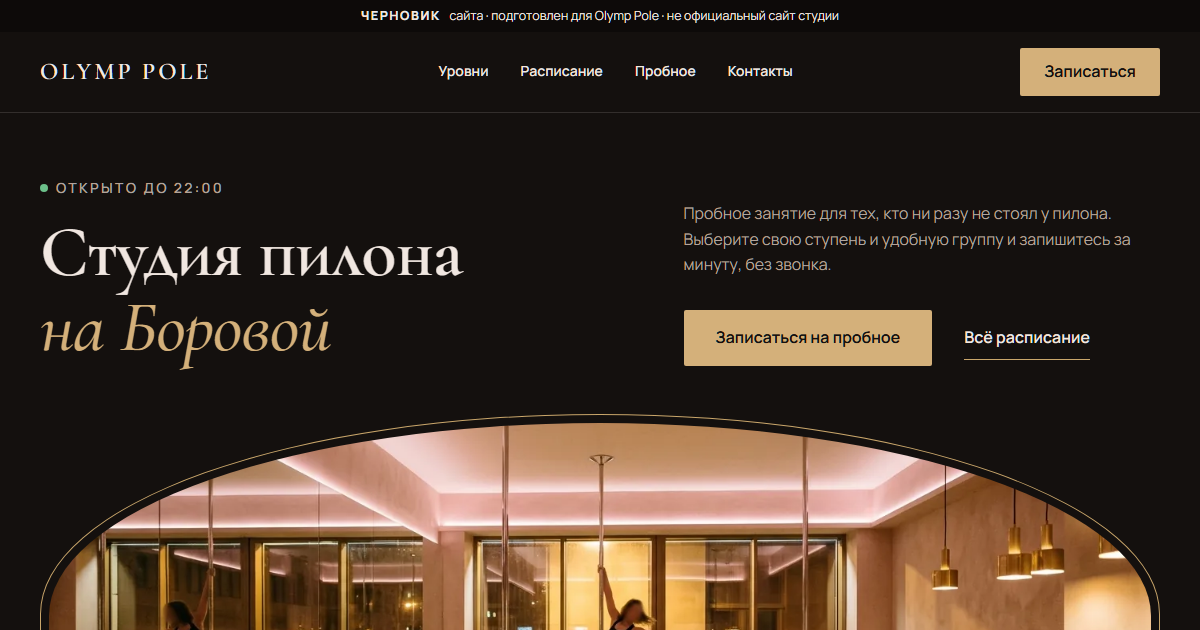 ЧЕРНОВИК сайта · подготовлен для Olymp Pole · не официальный сайт студии
OLYMP POLE
Уровни
Расписание
Пробное
Контакты
Записаться
ОТКРЫТО ДО 22:00
Студия пилона
на Боровой
Пробное занятие для тех, кто ни разу не стоял у пилона.
Выберите свою ступень и удобную группу и запишитесь за
минуту, без звонка.
Записаться на пробное
Всё расписание